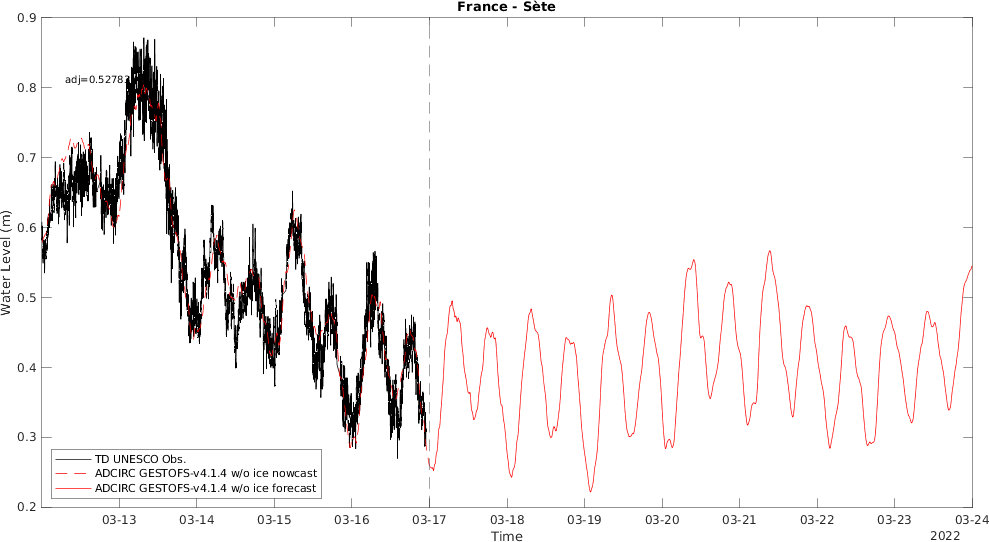 France - Sète
0.9
0.8
0.7
0.6
0.5
0.4
0.3
0.2
Water Level (m)
adj=0.5278
TD UNESCO Obs.
ADCIRC GESTOFS-v4.1.4 w/o ice nowcast
ADCIRC GESTOFS-v4.1.4 w/o ice forecast
03-13 03-14 03-15 03-16 03-17 03-18 03-19 03-20 03-21 03-22 03-23 03-24
Time
2022